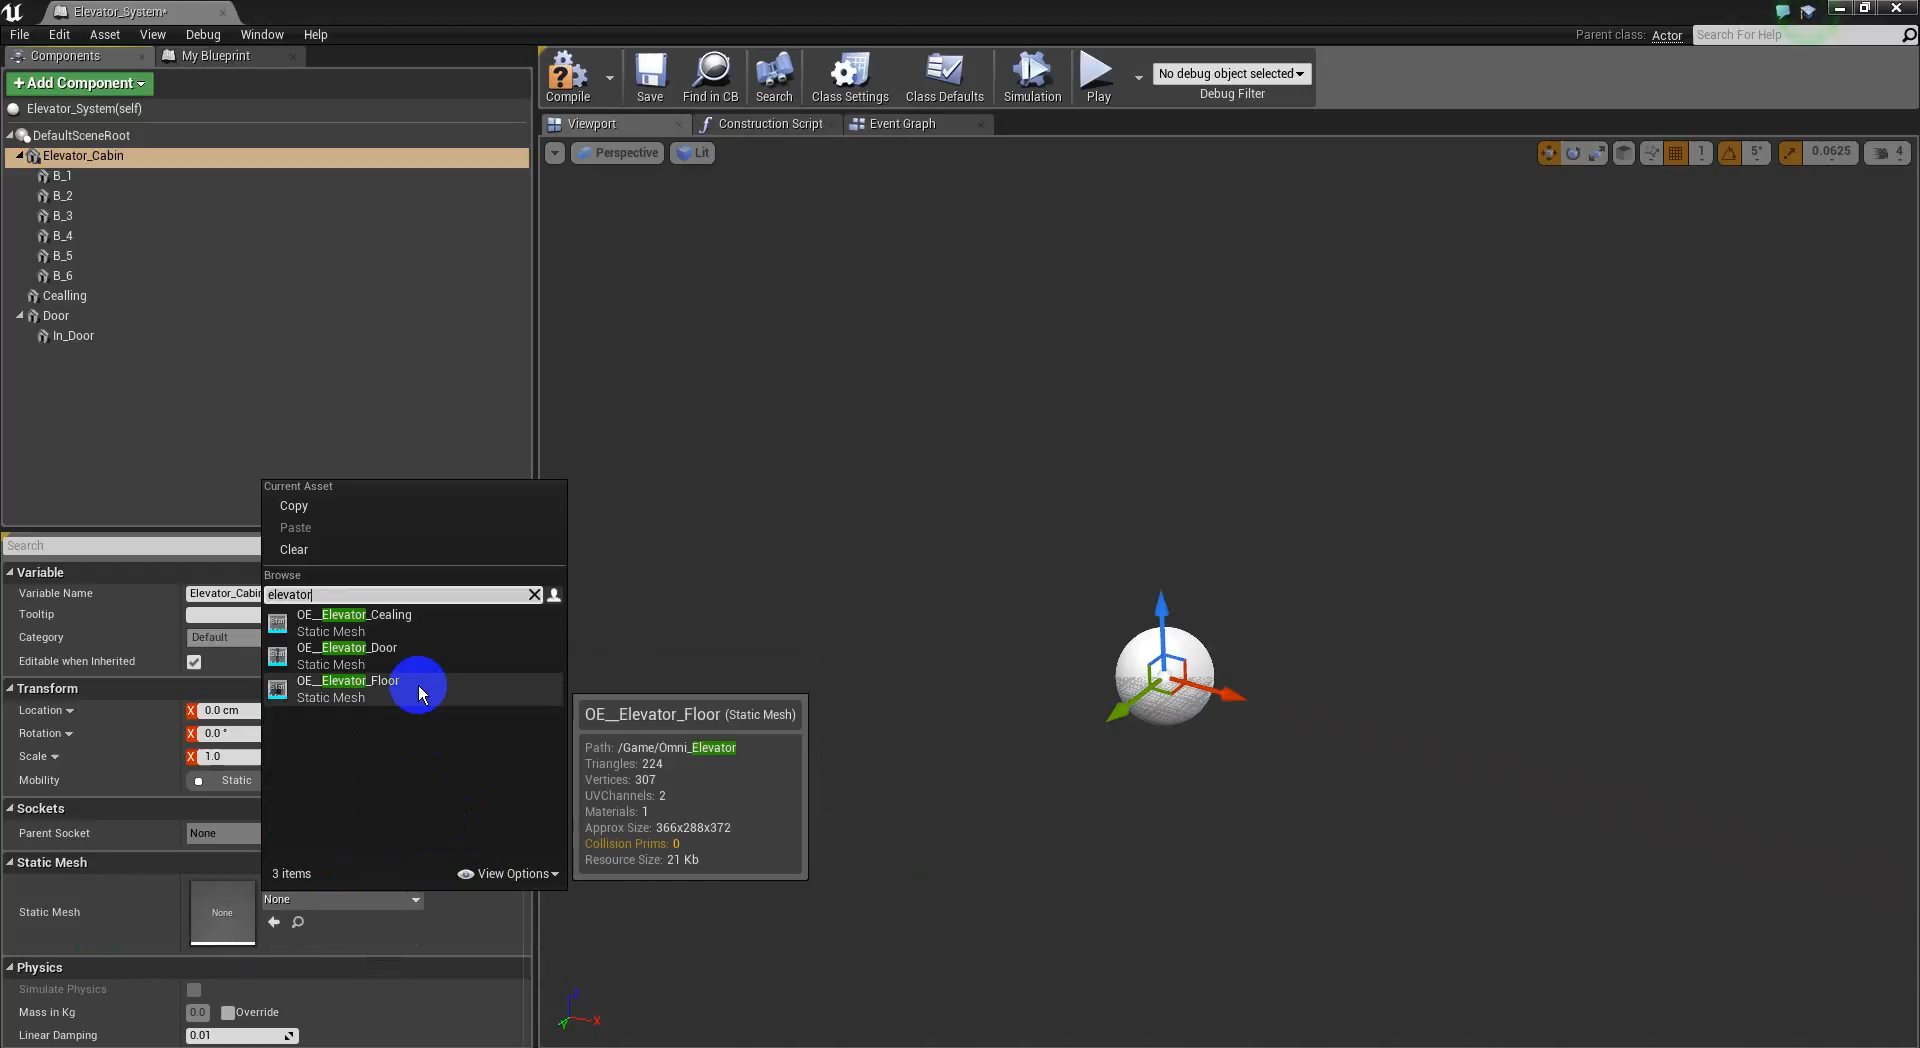 Elevator_System*
File Edit Asset View Debug Window Help
Parent class: Actor Search For Help
Components My Blueprint
+Add Component
Compile Save Find in CB Search Class Settings Class Defaults Simulation Play
No debug object selected
Debug Filter
Elevator_System(self)
DefaultSceneRoot
Elevator_Cabin
B_1
B_2
B_3
B_4
B_5
B_6
Cealling
Door
In_Door
Viewport Construction Script Event Graph
Perspective Lit
1 5° 0.0625 4
Current Asset
Copy
Paste
Clear
Browse
elevator
OE__Elevator_Cealing
Static Mesh
OE__Elevator_Door
Static Mesh
OE__Elevator_Floor
Static Mesh
3 items View Options
OE__Elevator_Floor (Static Mesh)
Path: /Game/Omni_Elevator
Triangles: 224
Vertices: 307
UVChannels: 2
Materials: 1
Approx Size: 366x288x372
Collision Prims: 0
Resource Size: 21 Kb
Search
Variable
Variable Name Elevator_Cabin
Tooltip
Category Default
Editable when Inherited
Transform
Location X 0.0 cm
Rotation X 0.0 °
Scale X 1.0
Mobility Static
Sockets
Parent Socket None
Static Mesh
Static Mesh None None
Physics
Simulate Physics
Mass in Kg 0.0 Override
Linear Damping 0.01
Z
Y X